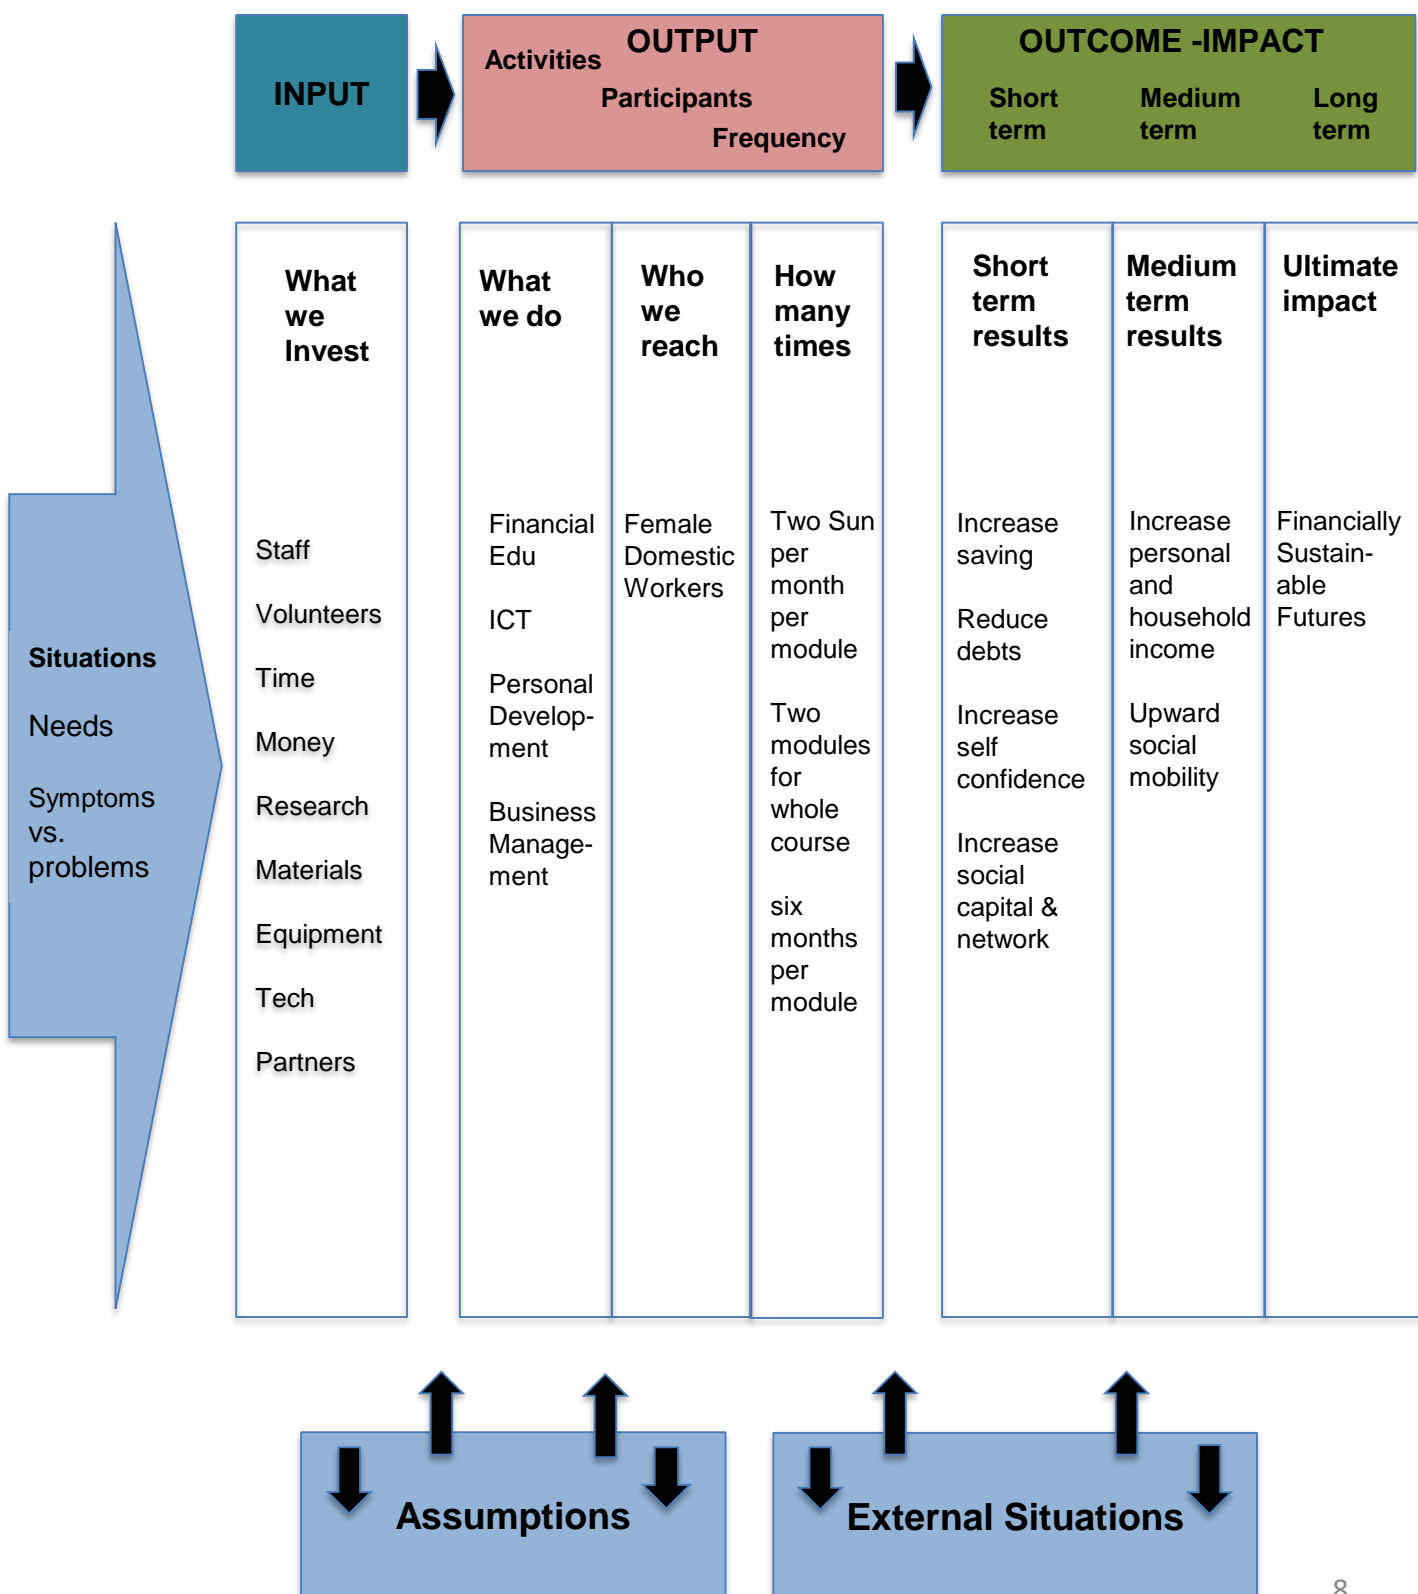 INPUT
OUTPUT
Activities
Participants
Frequency
OUTCOME -IMPACT
Short
term
Medium
term
Long
term
Situations
Needs
Symptoms
vs.
problems
What
we
Invest
Staff
Volunteers
Time
Money
Research
Materials
Equipment
Tech
Partners
What
we do
Financial
Edu
ICT
Personal
Develop-
ment
Business
Manage-
ment
Who
we
reach
Female
Domestic
Workers
How
many
times
Two Sun
per
month
per
module
Two
modules
for
whole
course
six
months
per
module
Short
term
results
Increase
saving
Reduce
debts
Increase
self
confidence
Increase
social
capital &
network
Medium
term
results
Increase
personal
and
household
income
Upward
social
mobility
Ultimate
impact
Financially
Sustain-
able
Futures
Assumptions
External Situations
8